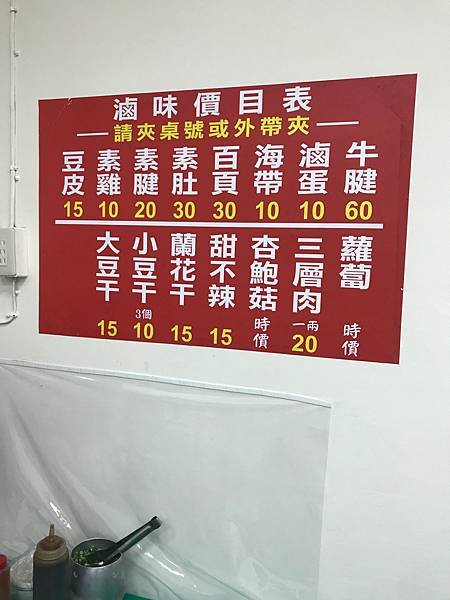 滷味價目表
請夾桌號或外帶夾
牛腱
60
滷蛋
10
海帶
10
百頁
30
素肚
30
素腱
20
素雞
10
豆皮
15
蘿蔔
時價
三層肉
一兩
20
杏鮑菇
時價
甜不辣
15
蘭花干
15
小豆干
3個
10
大豆干
15